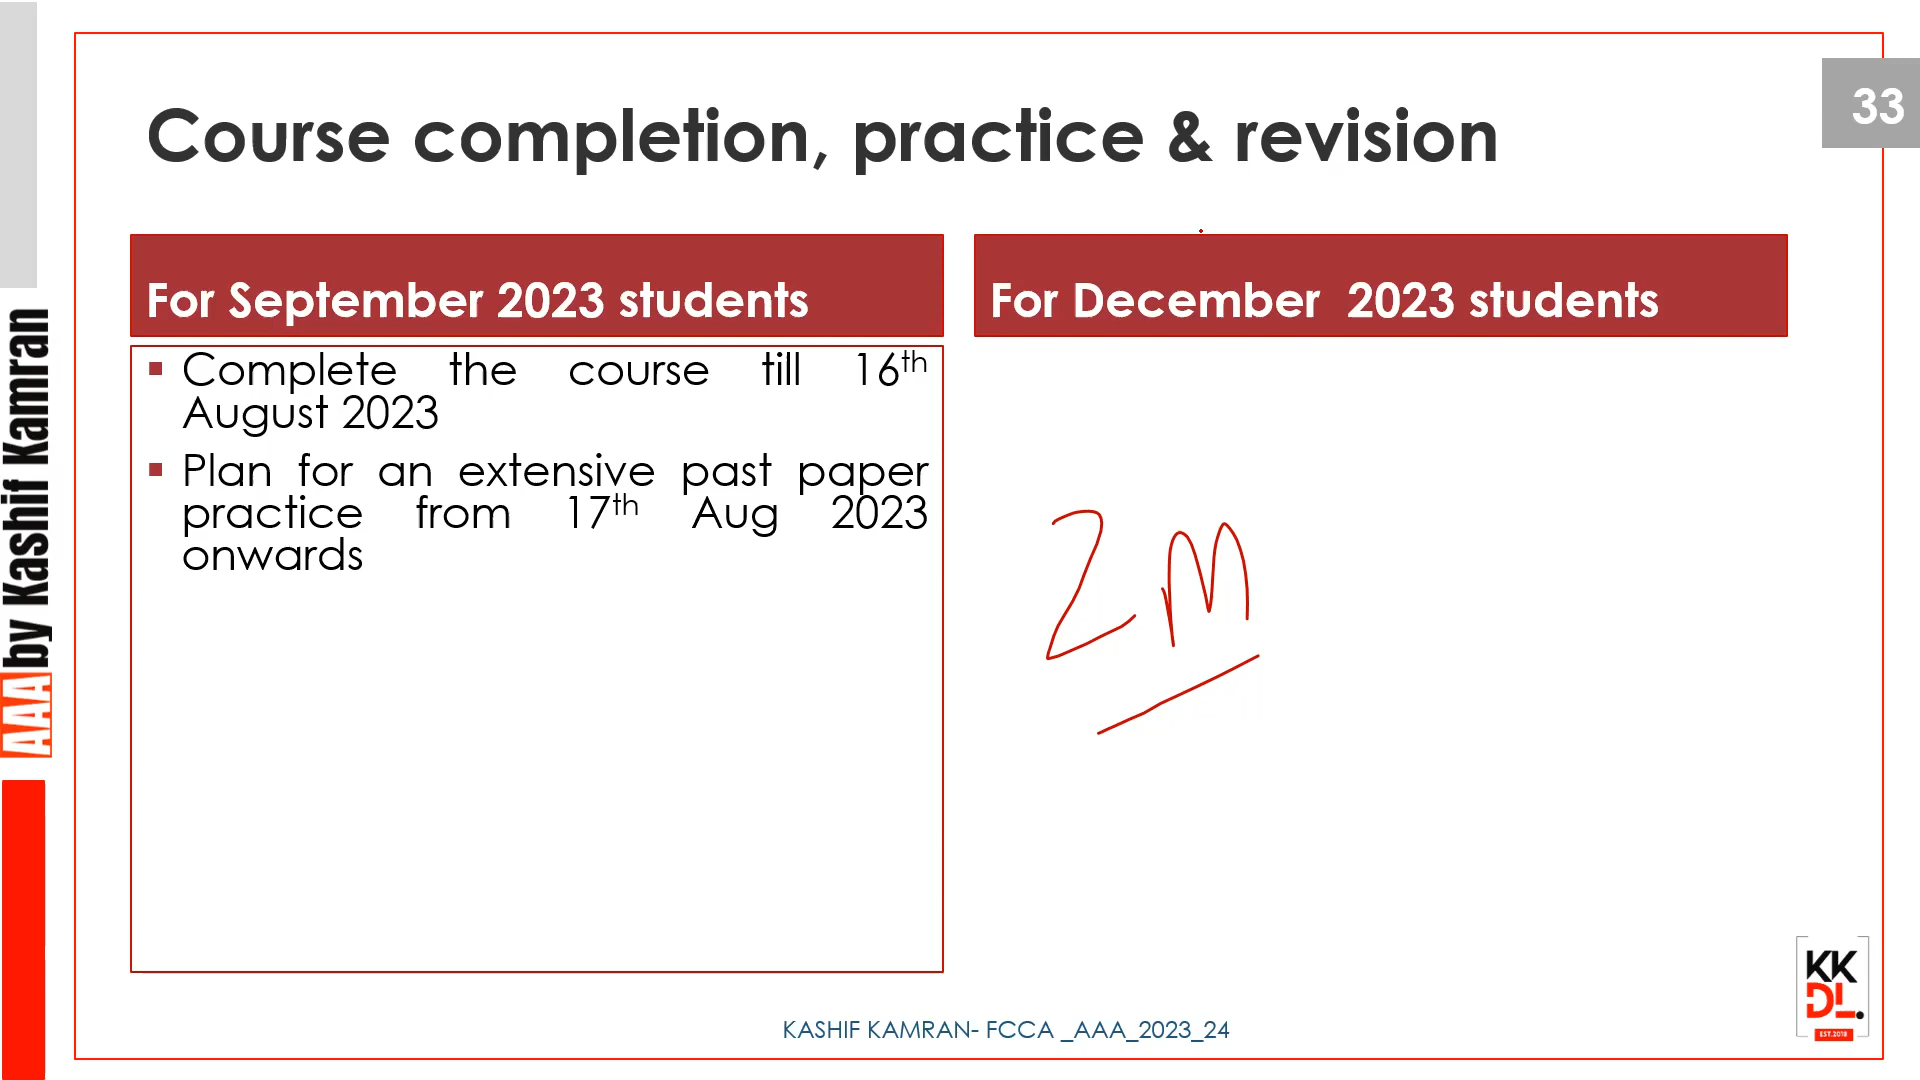 33
Course completion, practice & revision
For September 2023 students
Complete the course till 16th
August 2023
Plan for an extensive past paper
practice from 17th Aug 2023
onwards
For December 2023 students
2m
AAA by Kashif Kamran
KASHIF KAMRAN- FCCA _AAA_2023_24
KK
DL.
EST.2018